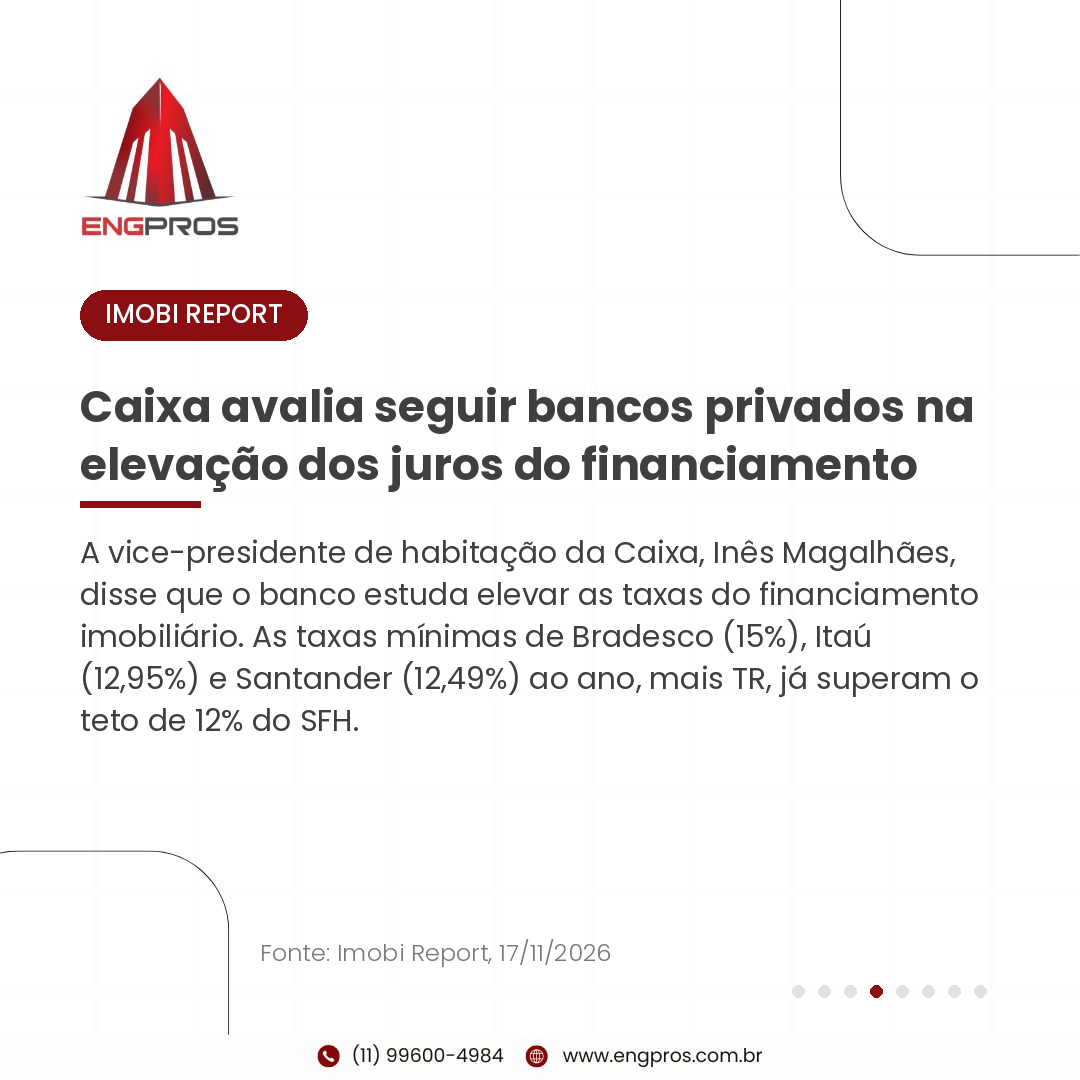 ENGPROS
IMOBI REPORT
Caixa avalia seguir bancos privados na
elevação dos juros do financiamento
A vice-presidente de habitação da Caixa, Inês Magalhães,
disse que o banco estuda elevar as taxas do financiamento
imobiliário. As taxas mínimas de Bradesco (15%), Itaú
(12,95%) e Santander (12,49%) ao ano, mais TR, já superam o
teto de 12% do SFH.
Fonte: Imobi Report, 17/11/2026
(11) 99600-4984 www.engpros.com.br